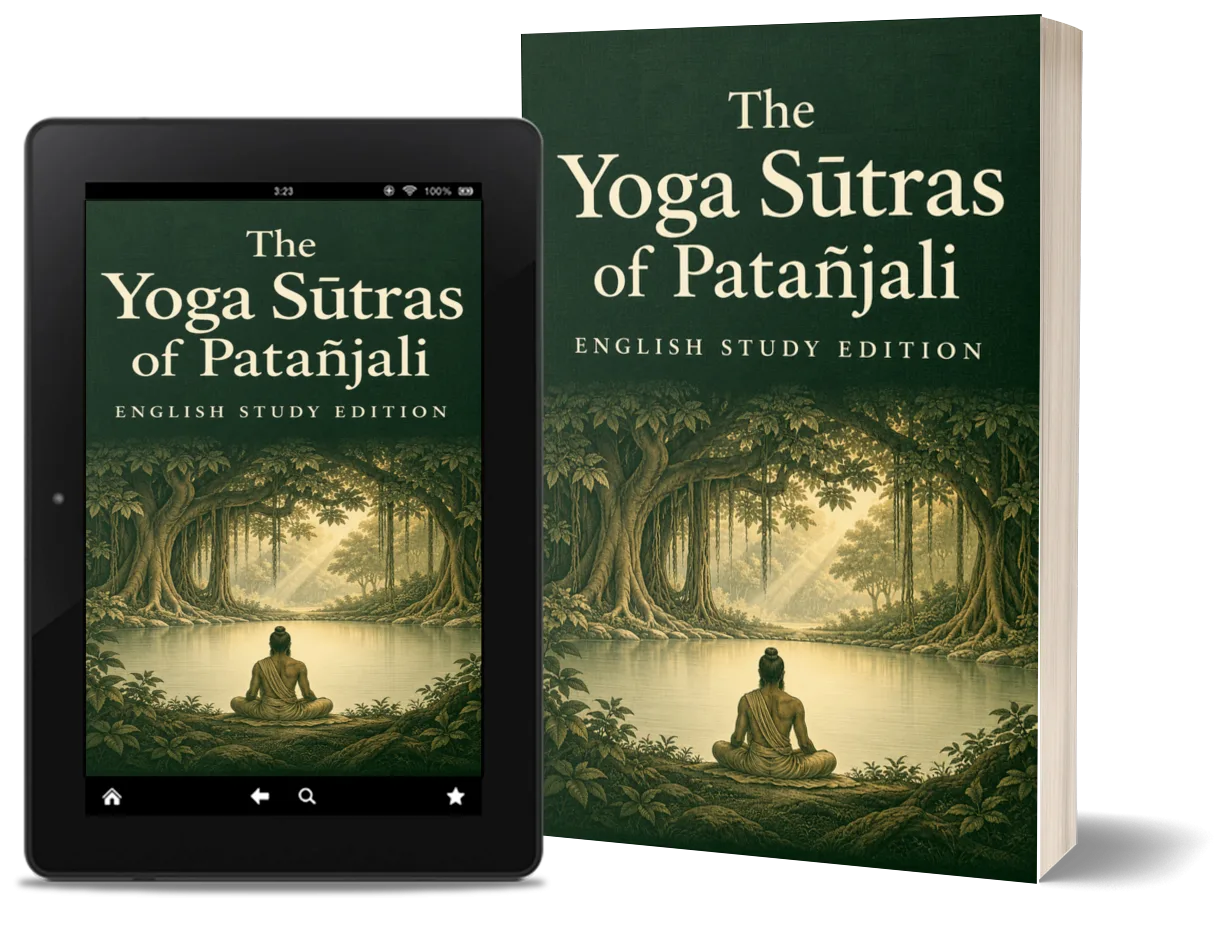 3:23
100%
The
Yoga Sūtras
of Patañjali
ENGLISH STUDY EDITION
The
Yoga Sūtras
of Patañjali
ENGLISH STUDY EDITION